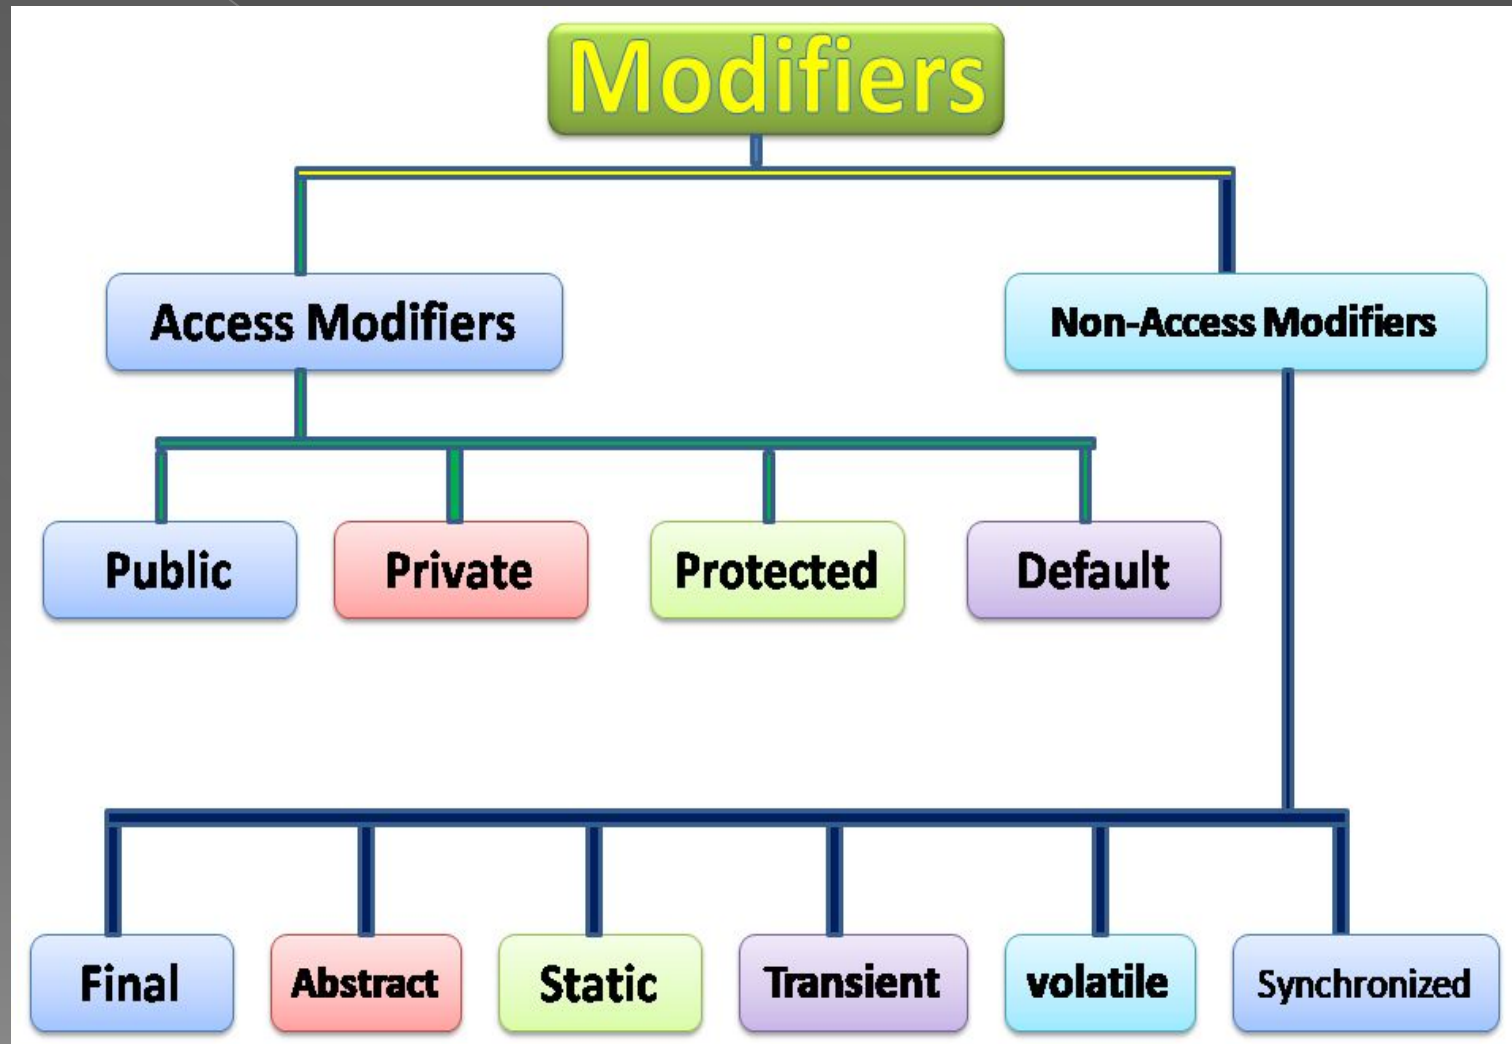 Modifiers
Access Modifiers
Non-Access Modifiers
Public
Private
Protected
Default
Final
Abstract
Static
Transient
volatile
Synchronized